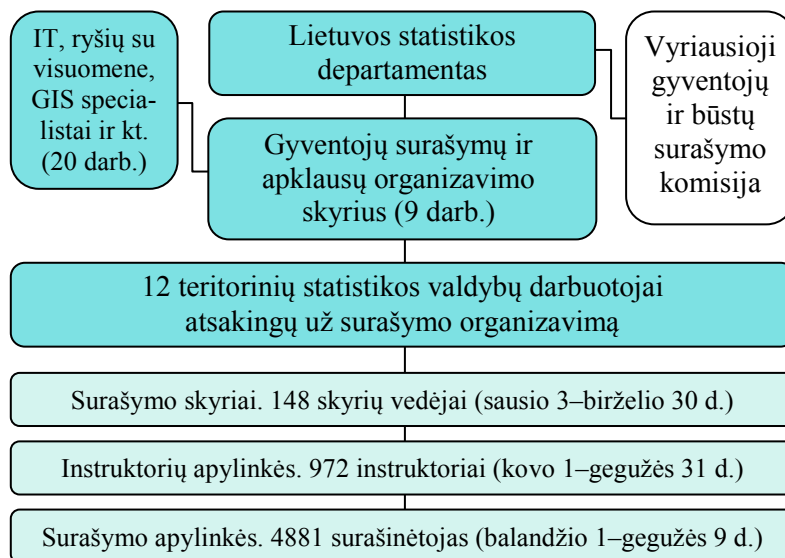 IT, ryšių su
visuomene,
GIS specia-
listai ir kt.
(20 darb.)
Lietuvos statistikos
departamentas
Vyriausioji
gyventojų
ir būstų
surašymo
komisija
Gyventojų surašymų ir
apklausų organizavimo
skyrius (9 darb.)
12 teritorinių statistikos valdybų darbuotojai
atsakingų už surašymo organizavimą
Surašymo skyriai. 148 skyrių vedėjai (sausio 3–birželio 30 d.)
Instruktorių apylinkės. 972 instruktoriai (kovo 1–gegužės 31 d.)
Surašymo apylinkės. 4881 surašinėtojas (balandžio 1–gegužės 9 d.)